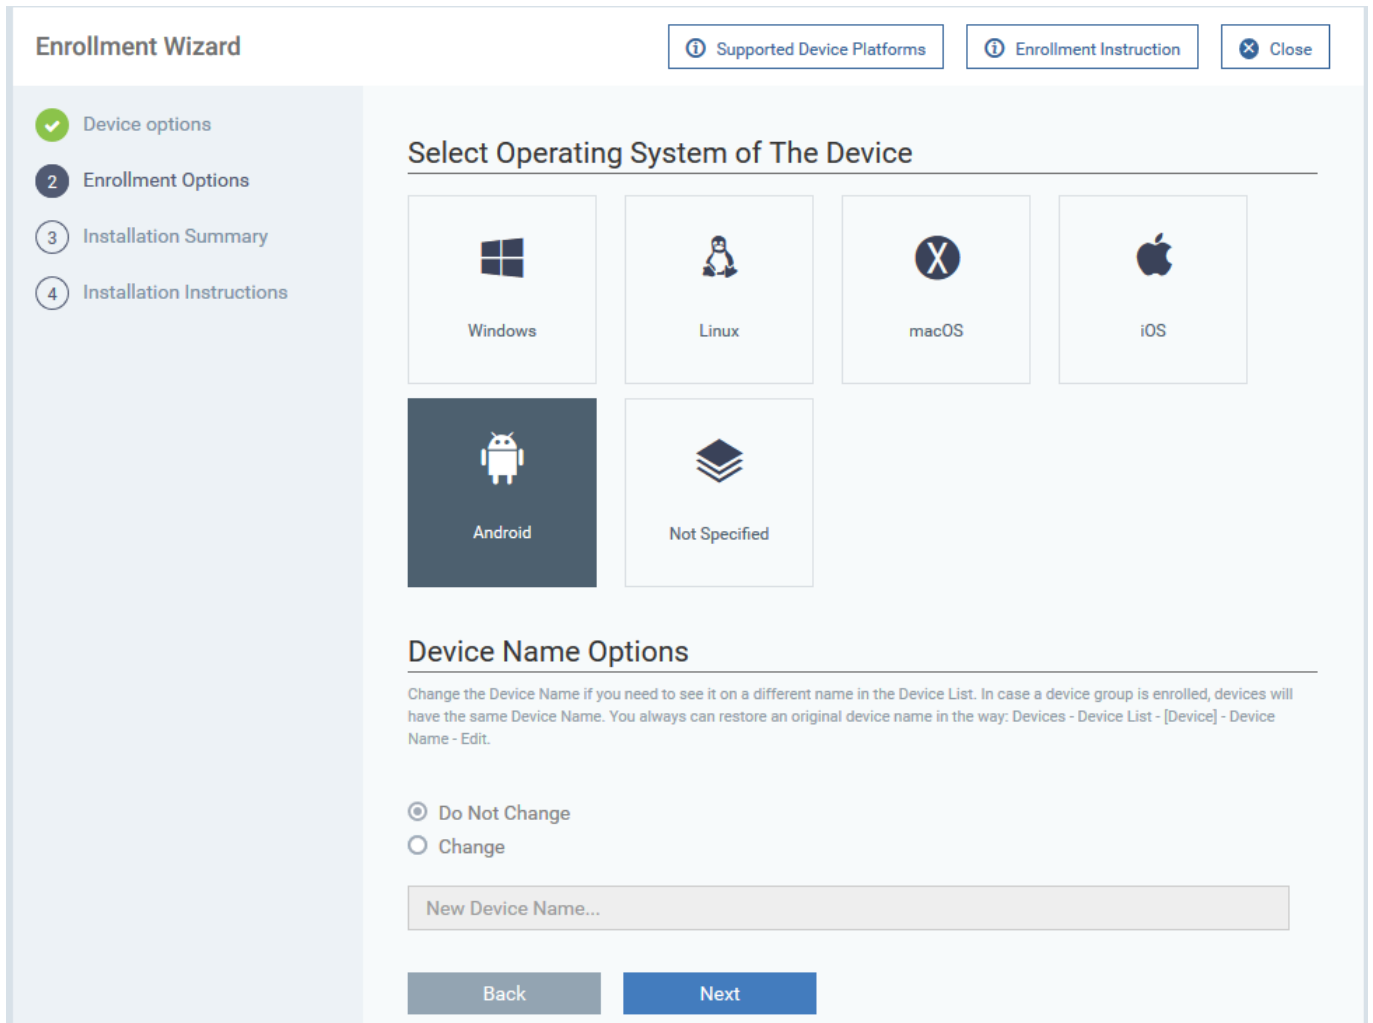 Enrollment Wizard
Supported Device Platforms
Enrollment Instruction
Close
Device options
2 Enrollment Options
3 Installation Summary
4 Installation Instructions
Select Operating System of The Device
Windows
Linux
X
macOS
iOS
Android
Not Specified
Device Name Options
Change the Device Name if you need to see it on a different name in the Device List. In case a device group is enrolled, devices will
have the same Device Name. You always can restore an original device name in the way: Devices - Device List - [Device] - Device
Name - Edit.
Do Not Change
Change
New Device Name...
Back
Next